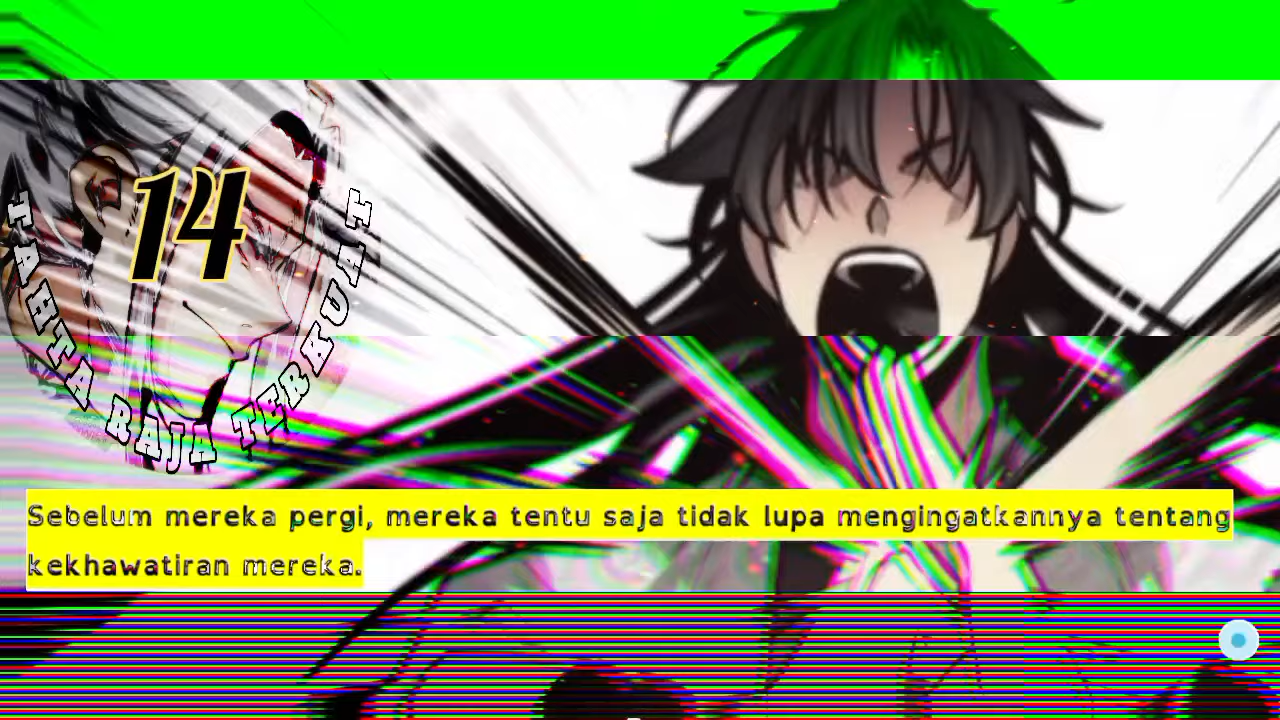 14
TAHTA RAJA TERKUAT
Sebelum mereka pergi, mereka tentu saja tidak lupa mengingatkannya tentang
kekhawatiran mereka.